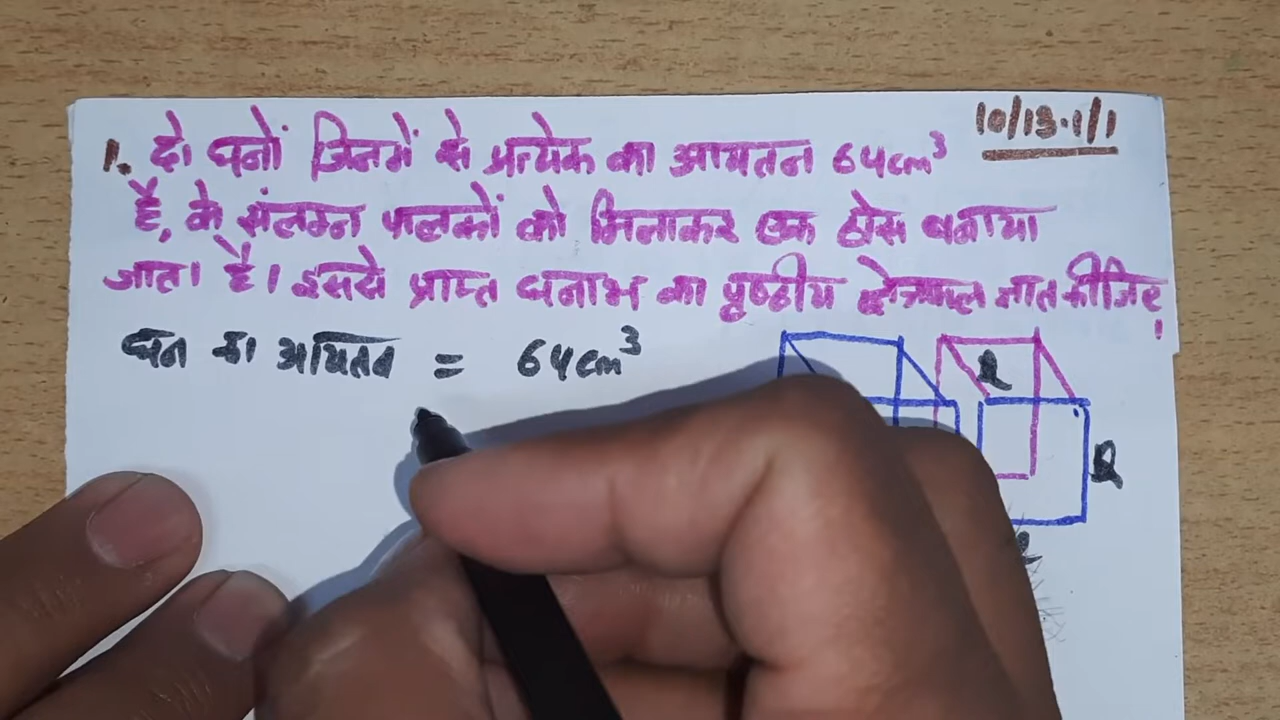 10/13.1/1
1. दो घनों जिनमें से प्रत्येक का आयतन 64cm³
है, के संलग्न फलकों को मिलाकर एक ठोस बनाया
जाता है। इससे प्राप्त घनाभ का पृष्ठीय क्षेत्रफल ज्ञात कीजिए।
घन का आयतन = 64cm³
l
l